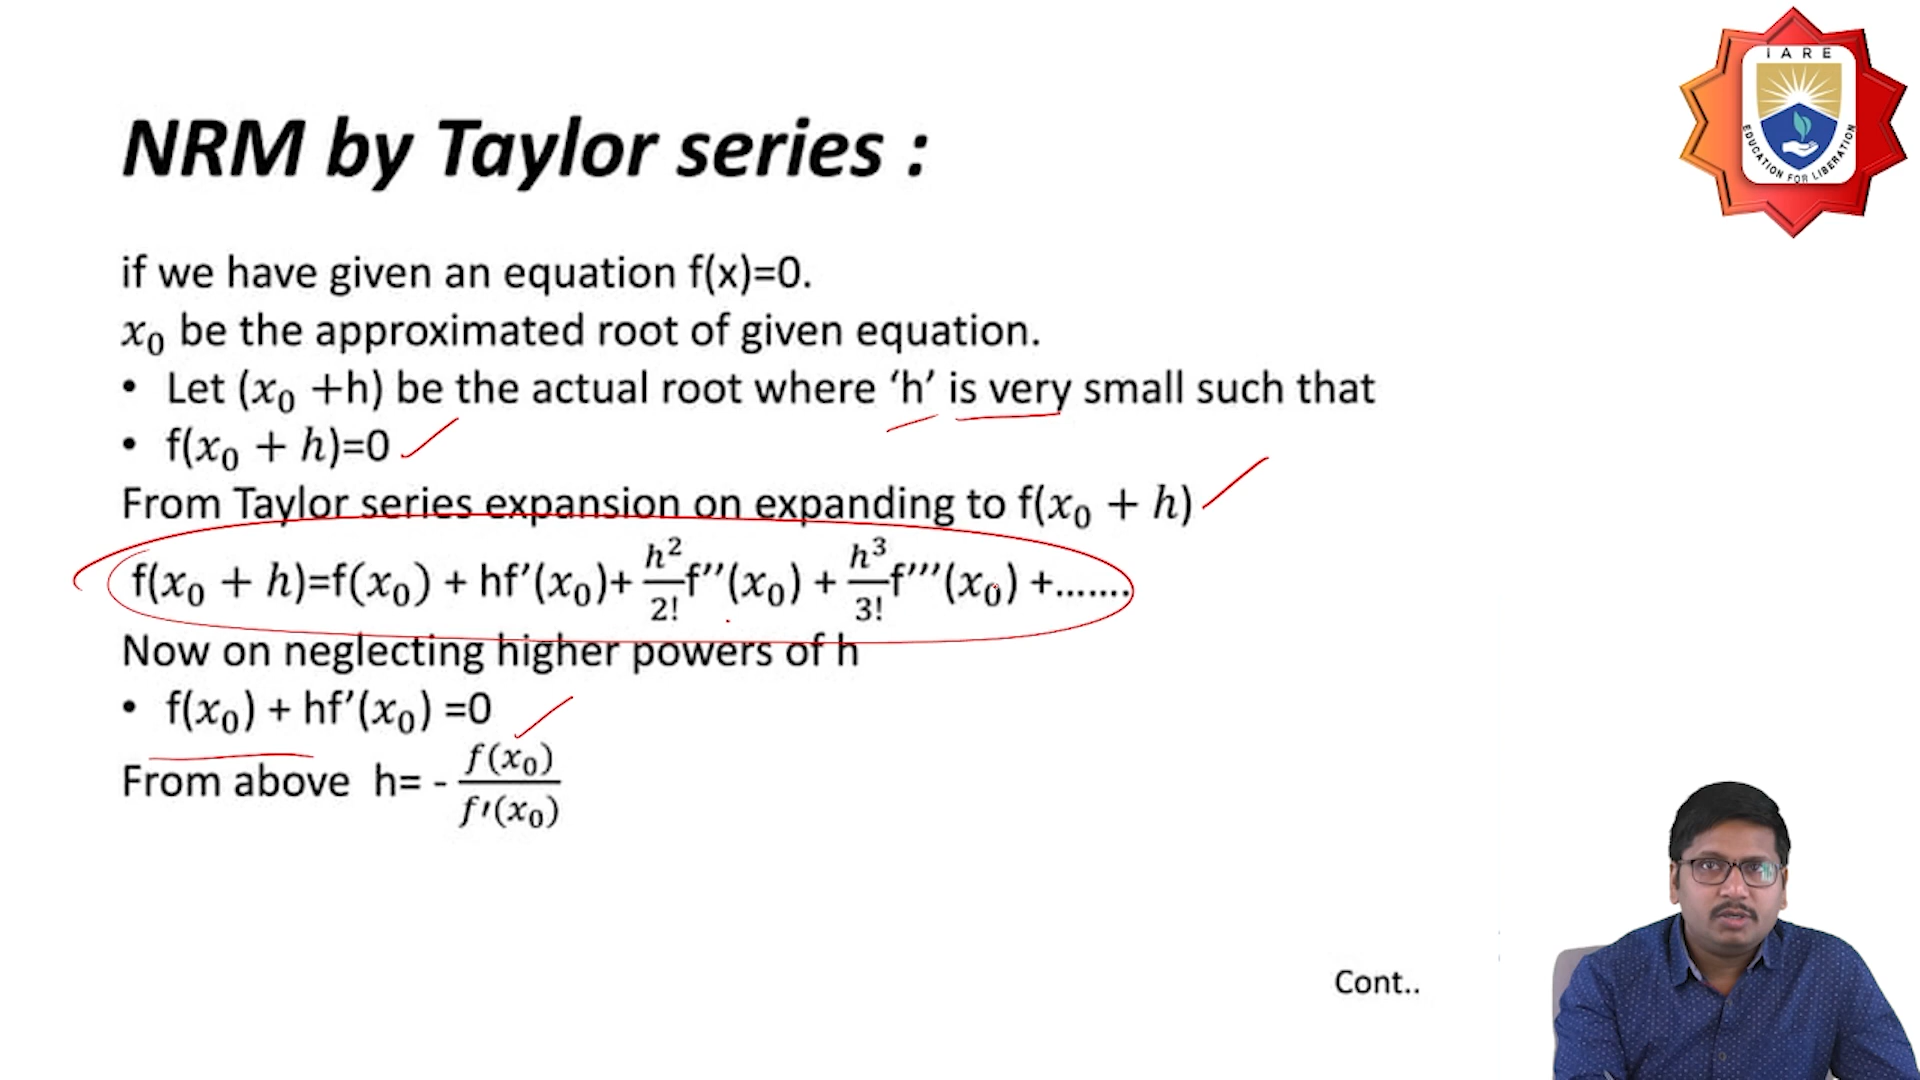 I A R E
EDUCATION FOR LIBERATION
NRM by Taylor series :
if we have given an equation f(x)=0.
x₀ be the approximated root of given equation.
• Let (x₀ +h) be the actual root where ‘h’ is very small such that
• f(x₀ + h)=0
From Taylor series expansion on expanding to f(x₀ + h)
f(x₀ + h)=f(x₀) + hf’(x₀)+ h²/2! f’’(x₀) + h³/3! f’’’(x₀) +.......
Now on neglecting higher powers of h
• f(x₀) + hf’(x₀) =0
From above h= - f(x₀)/f′(x₀)
Cont..